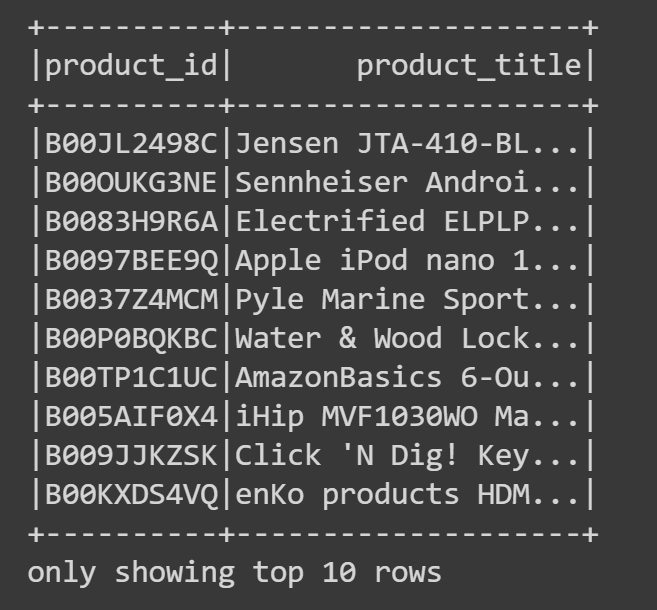 +----------+--------------------+
|product_id|       product_title|
+----------+--------------------+
|B00JL2498C|Jensen JTA-410-BL...|
|B00OUKG3NE|Sennheiser Androi...|
|B0083H9R6A|Electrified ELPLP...|
|B0097BEE9Q|Apple iPod nano 1...|
|B0037Z4MCM|Pyle Marine Sport...|
|B00P0BQKBC|Water & Wood Lock...|
|B00TP1C1UC|AmazonBasics 6-Ou...|
|B005AIF0X4|iHip MVF1030WO Ma...|
|B009JJKZSK|Click 'N Dig! Key...|
|B00KXDS4VQ|enKo products HDM...|
+----------+--------------------+
only showing top 10 rows